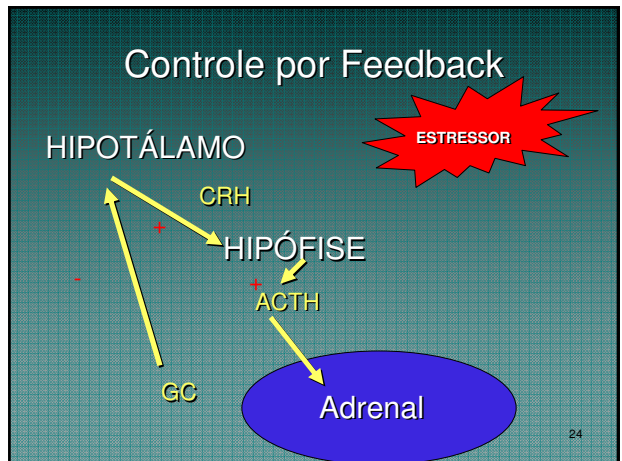 Controle por Feedback
ESTRESSOR
HIPOTÁLAMO
CRH
+
HIPÓFISE
-
+
ACTH
GC
Adrenal
24